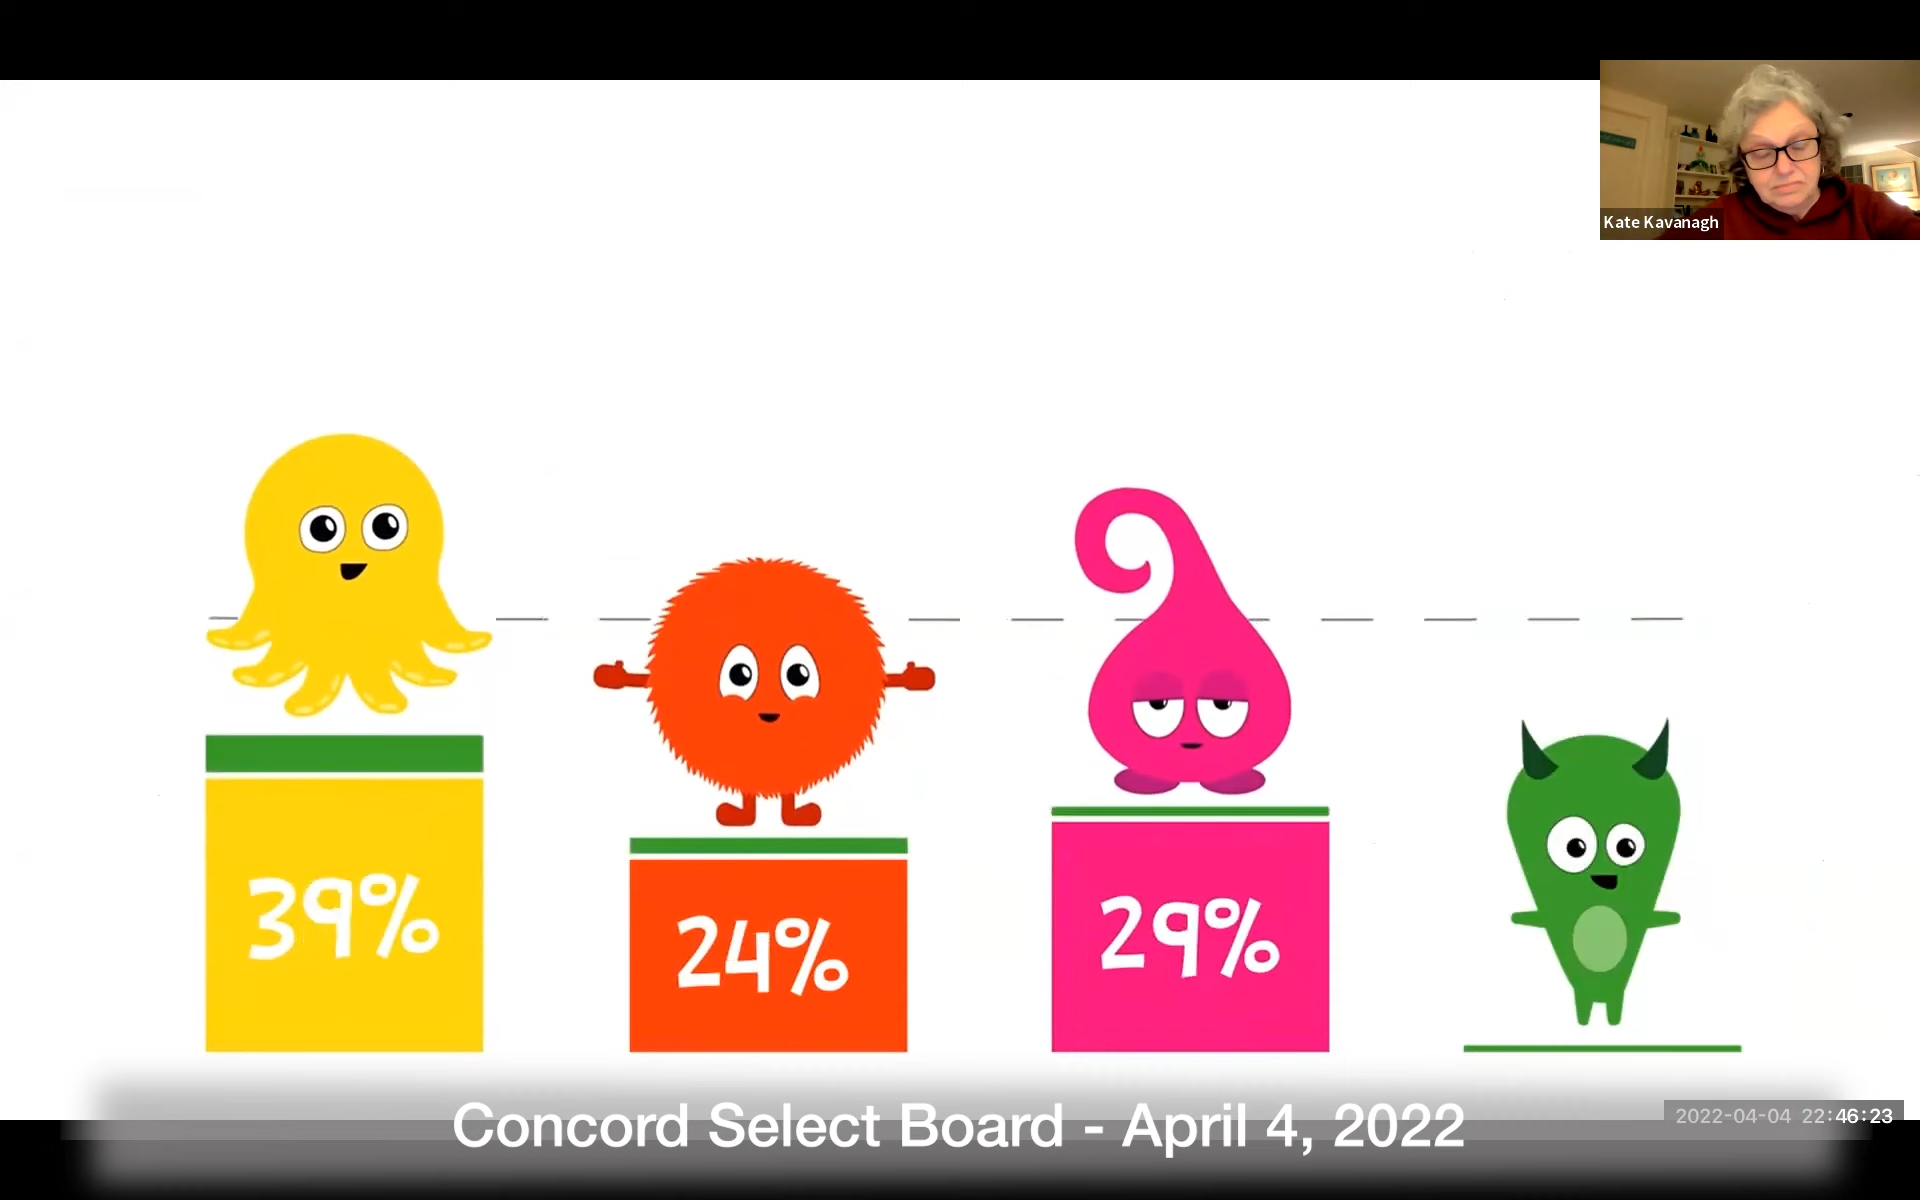 Kate Kavanagh
39%
24%
29%
Concord Select Board - April 4, 2022
2022-04-04 22:46:23